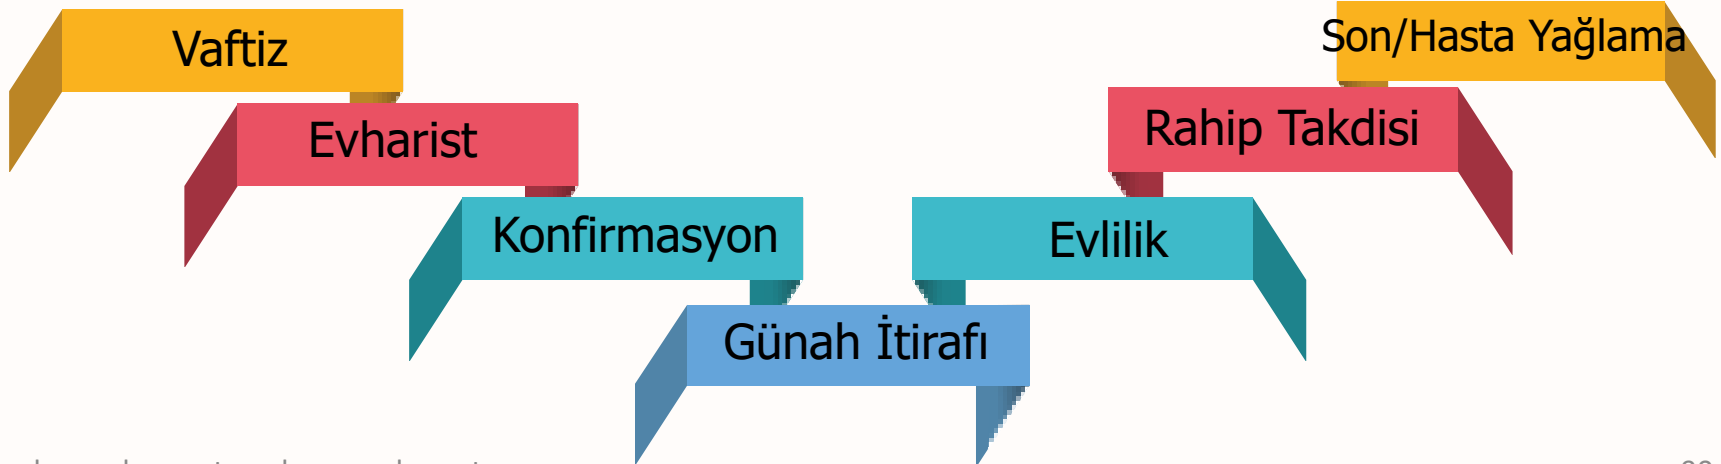 Vaftiz
Evharist
Konfirmasyon
Günah İtirafı
Evlilik
Rahip Takdisi
Son/Hasta Yağlama